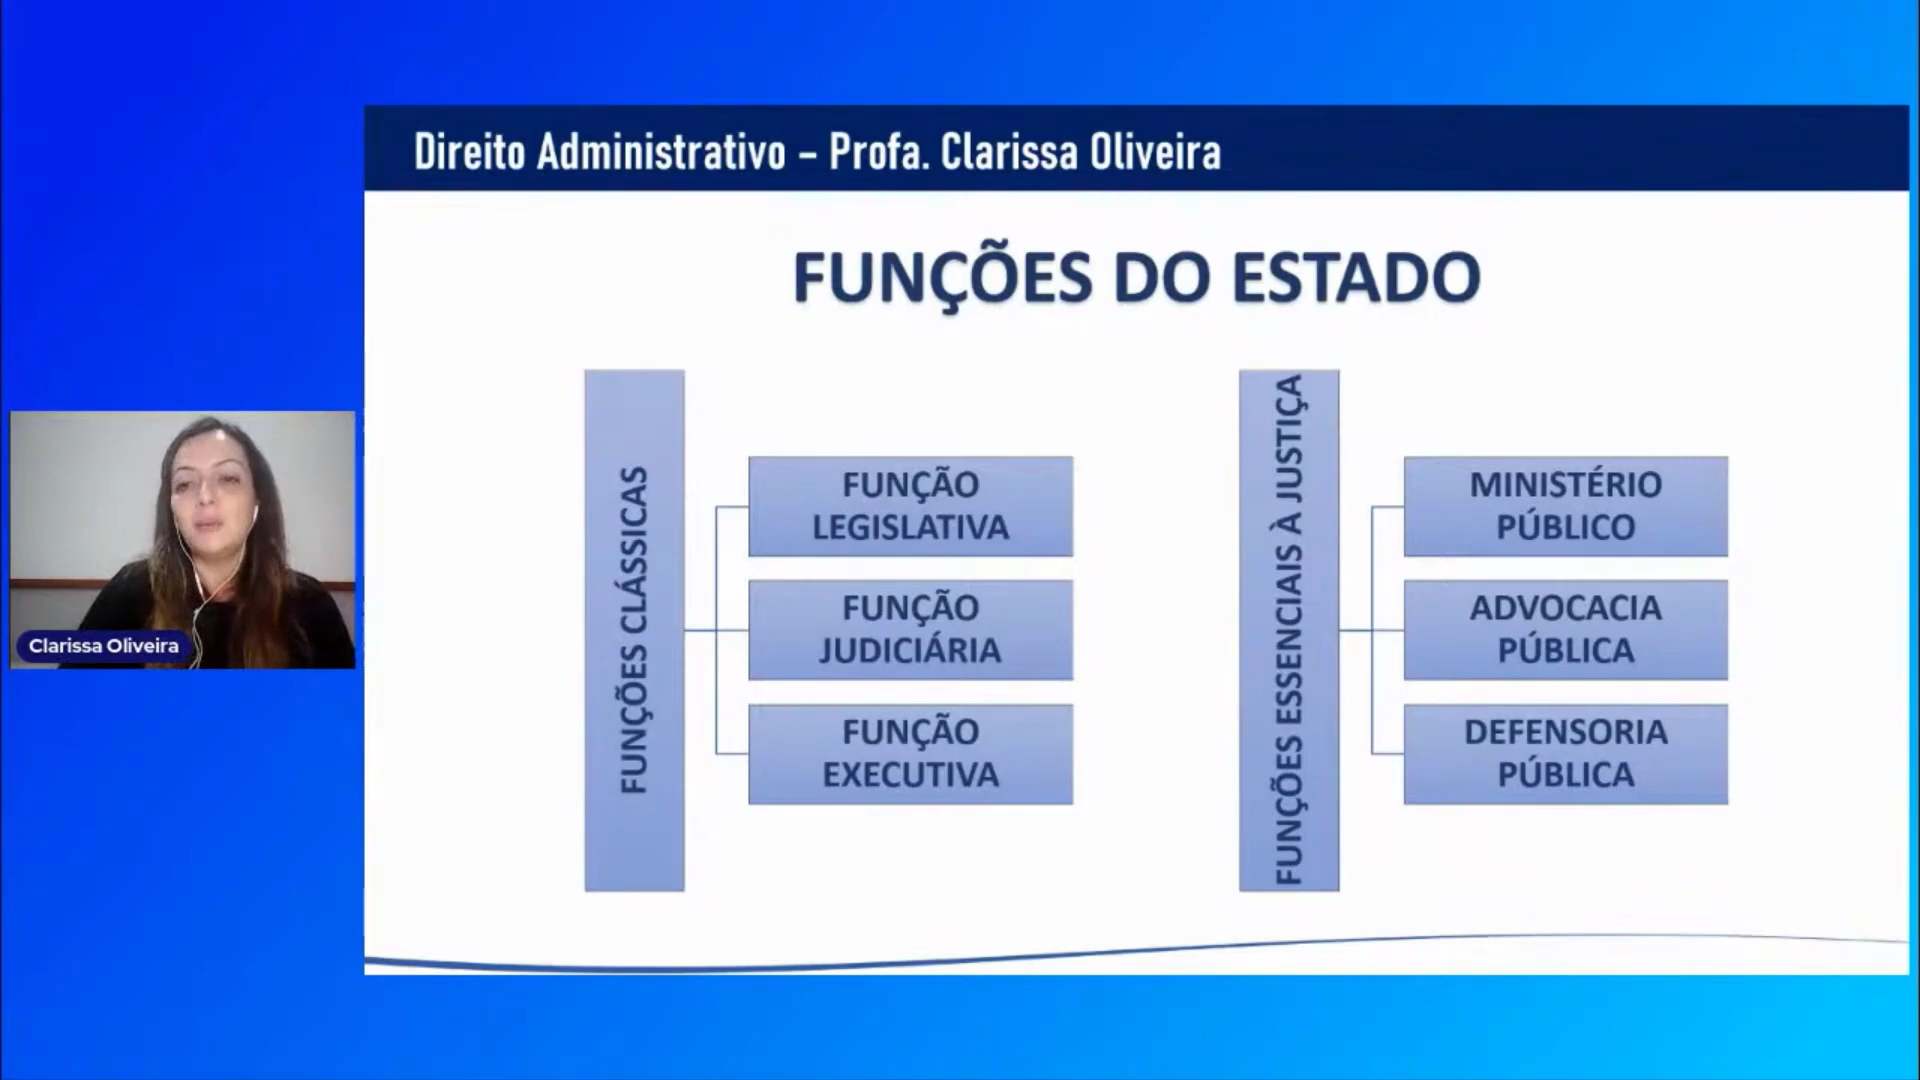 Direito Administrativo – Profa. Clarissa Oliveira
FUNÇÕES DO ESTADO
FUNÇÕES CLÁSSICAS
FUNÇÃO
LEGISLATIVA
FUNÇÃO
JUDICIÁRIA
FUNÇÃO
EXECUTIVA
FUNÇÕES ESSENCIAIS À JUSTIÇA
MINISTÉRIO
PÚBLICO
ADVOCACIA
PÚBLICA
DEFENSORIA
PÚBLICA
Clarissa Oliveira